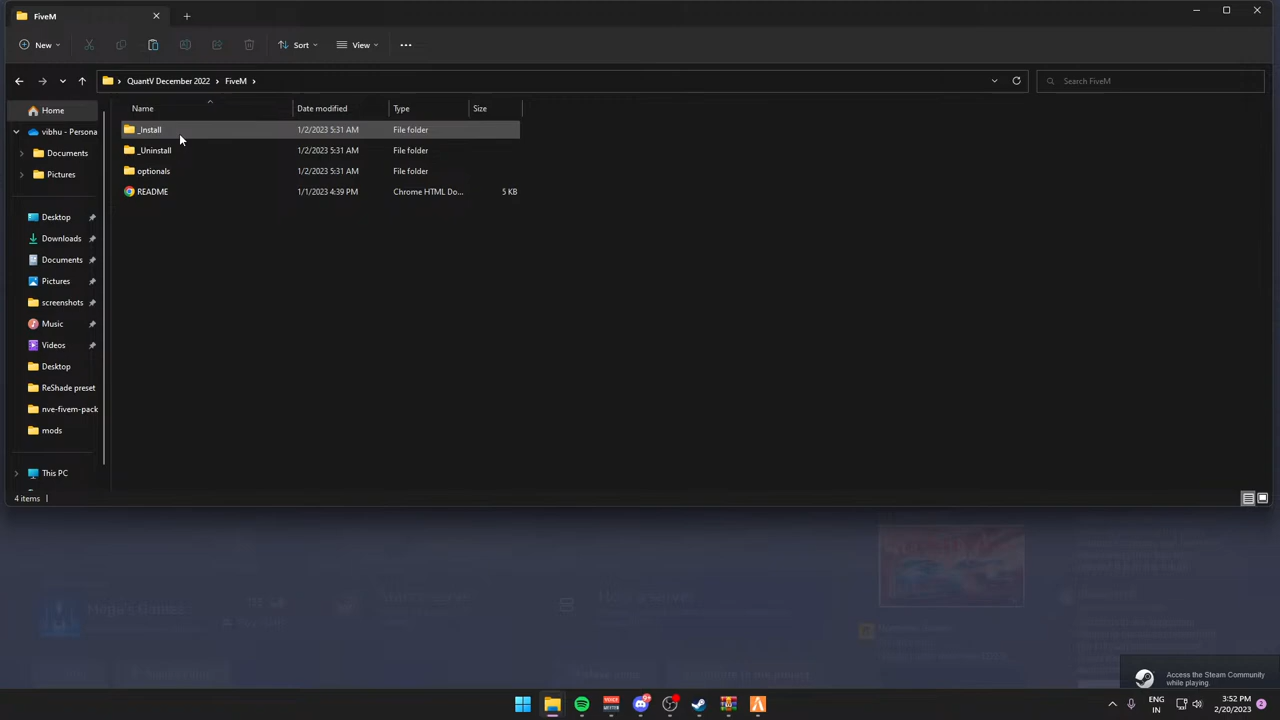 FiveM
New
Sort
View
QuantV December 2022
FiveM
Search FiveM
Home
vibhu - Persona
Documents
Pictures
Desktop
Downloads
Documents
Pictures
screenshots
Music
Videos
Desktop
ReShade preset
nve-fivem-pack
mods
This PC
Name Date modified Type Size
_Install 1/2/2023 5:31 AM File folder
_Uninstall 1/2/2023 5:31 AM File folder
optionals 1/2/2023 5:31 AM File folder
README 1/1/2023 4:39 PM Chrome HTML Do... 5 KB
4 items
Access the Steam Community
while playing.
ENG
IN
3:52 PM
2/20/2023
2